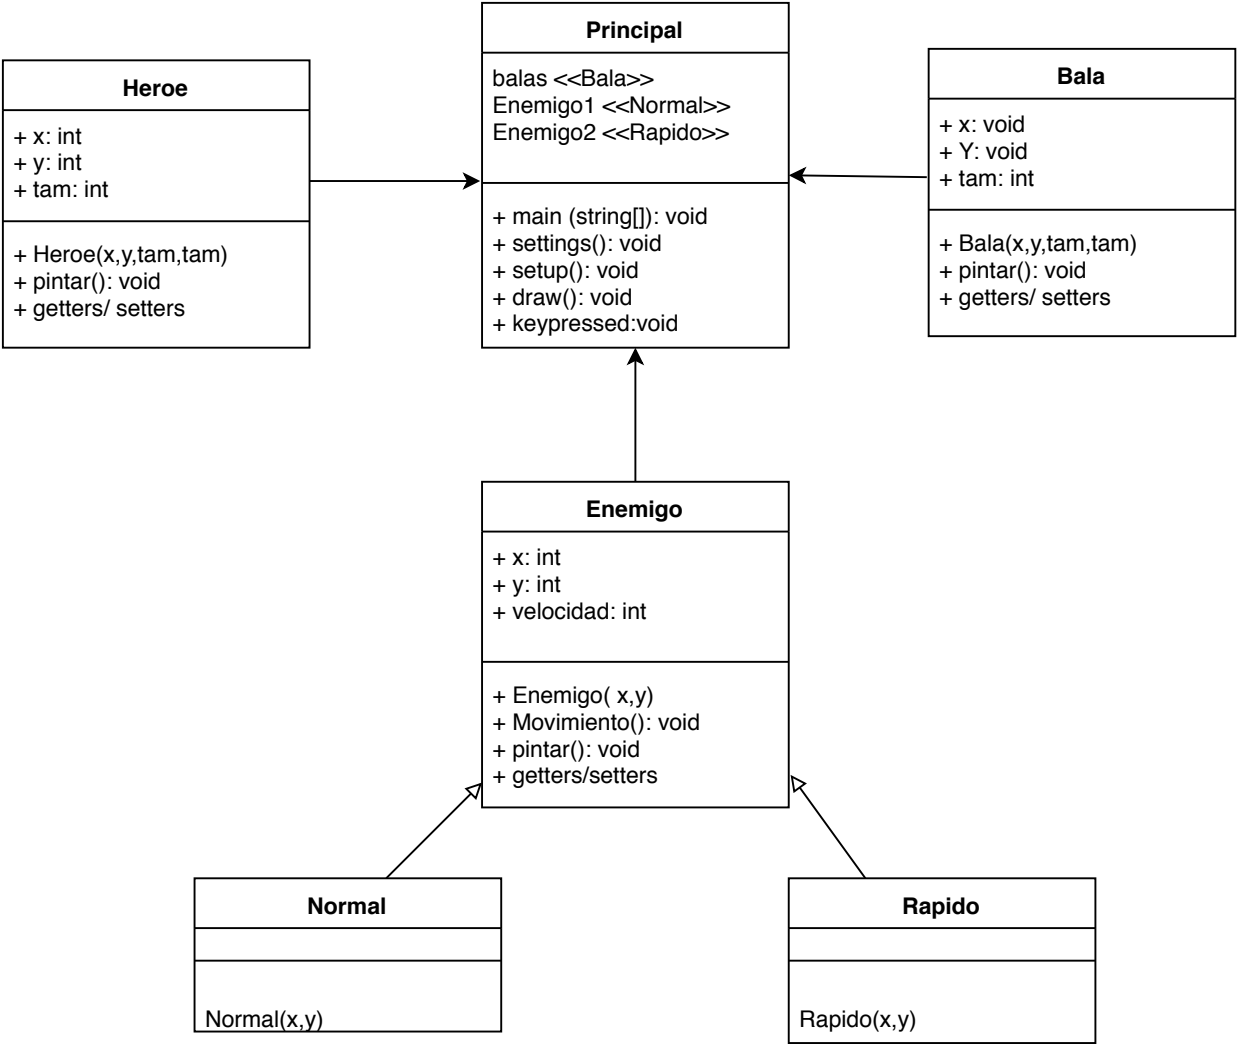 Principal
balas <<Bala>>
Enemigo1 <<Normal>>
Enemigo2 <<Rapido>>
+ main (string[]): void
+ settings(): void
+ setup(): void
+ draw(): void
+ keypressed:void
Heroe
+ x: int
+ y: int
+ tam: int
+ Heroe(x,y,tam,tam)
+ pintar(): void
+ getters/ setters
Bala
+ x: void
+ Y: void
+ tam: int
+ Bala(x,y,tam,tam)
+ pintar(): void
+ getters/ setters
Enemigo
+ x: int
+ y: int
+ velocidad: int
+ Enemigo( x,y)
+ Movimiento(): void
+ pintar(): void
+ getters/setters
Normal
Normal(x,y)
Rapido
Rapido(x,y)